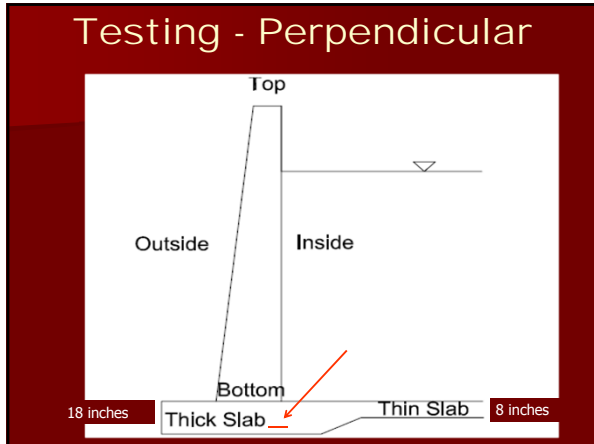 Testing - Perpendicular
Top
Outside
Inside
Bottom
18 inches
Thick Slab
Thin Slab
8 inches